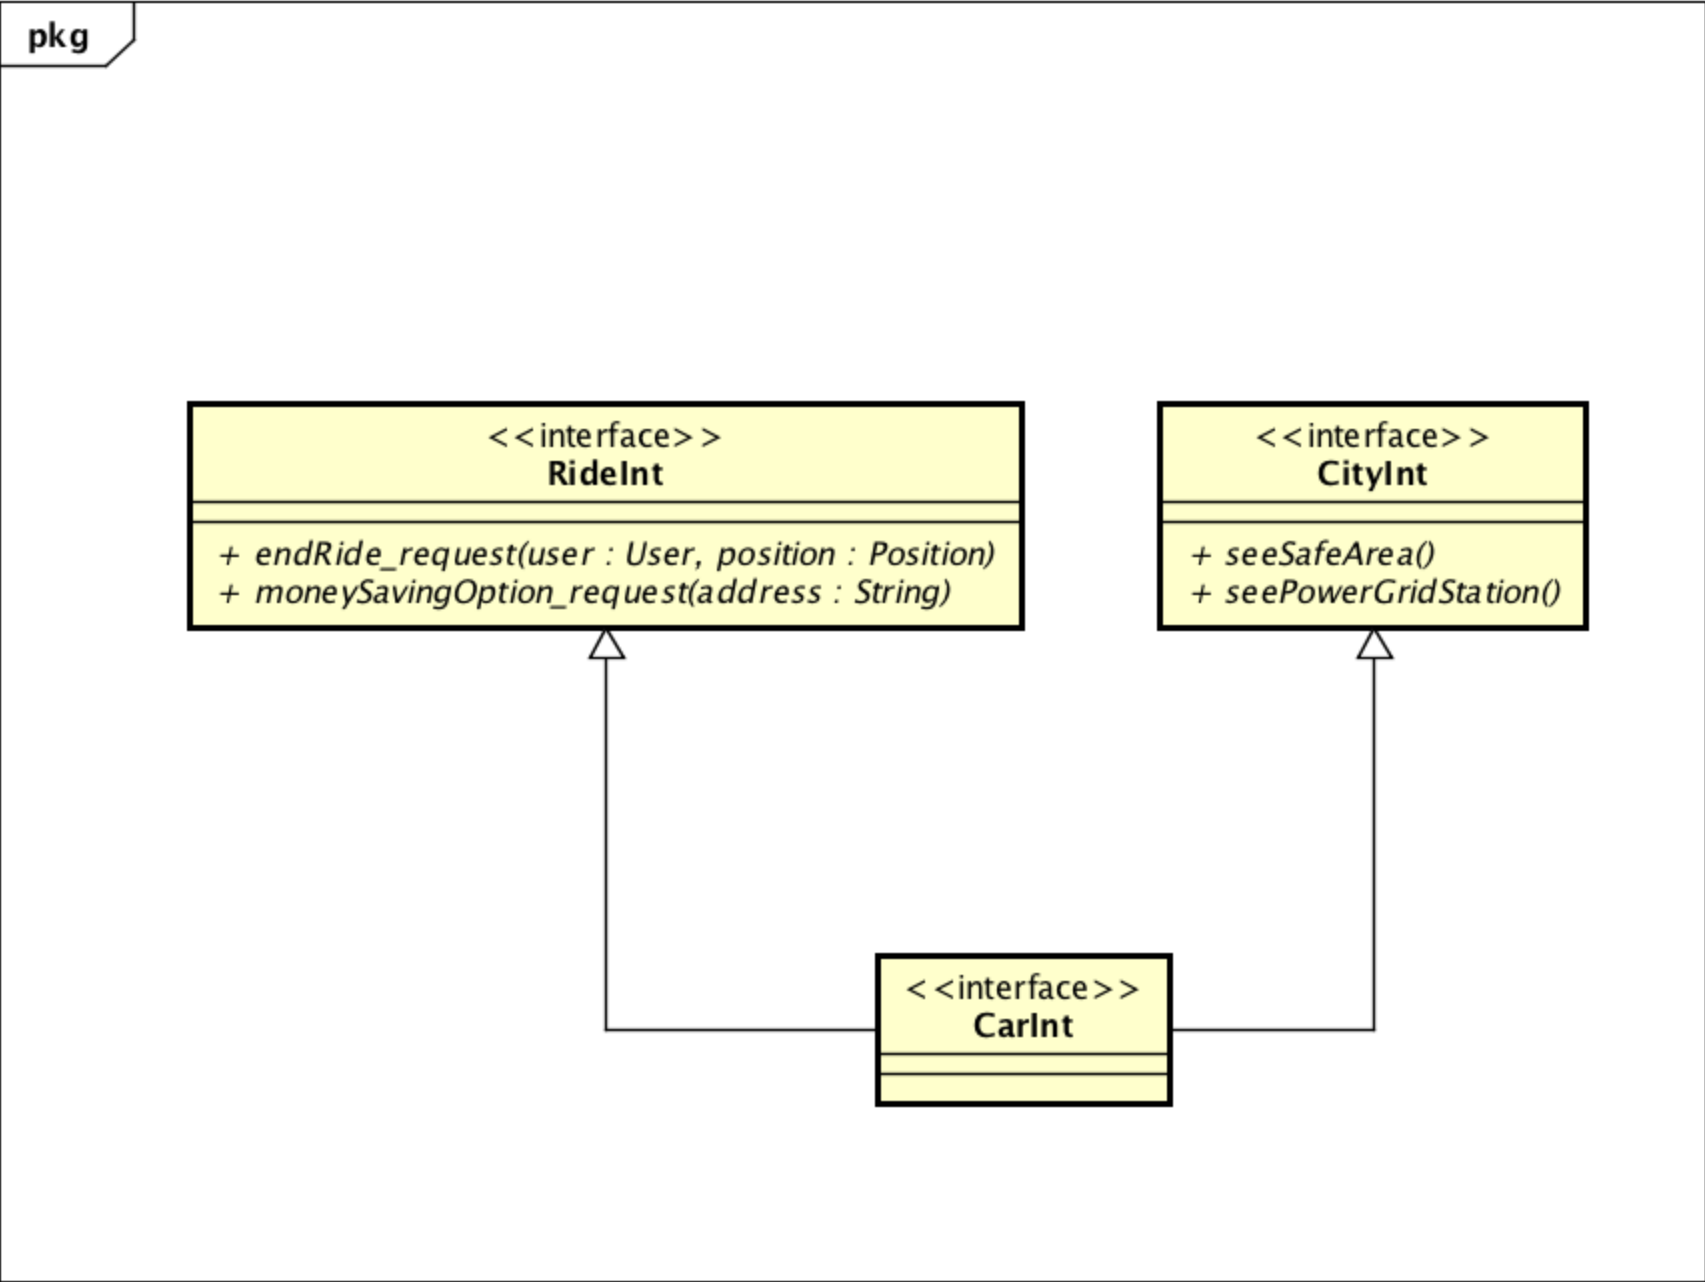 pkg
<<interface>>
RideInt
+ endRide_request(user : User, position : Position)
+ moneySavingOption_request(address : String)
<<interface>>
CityInt
+ seeSafeArea()
+ seePowerGridStation()
<<interface>>
CarInt